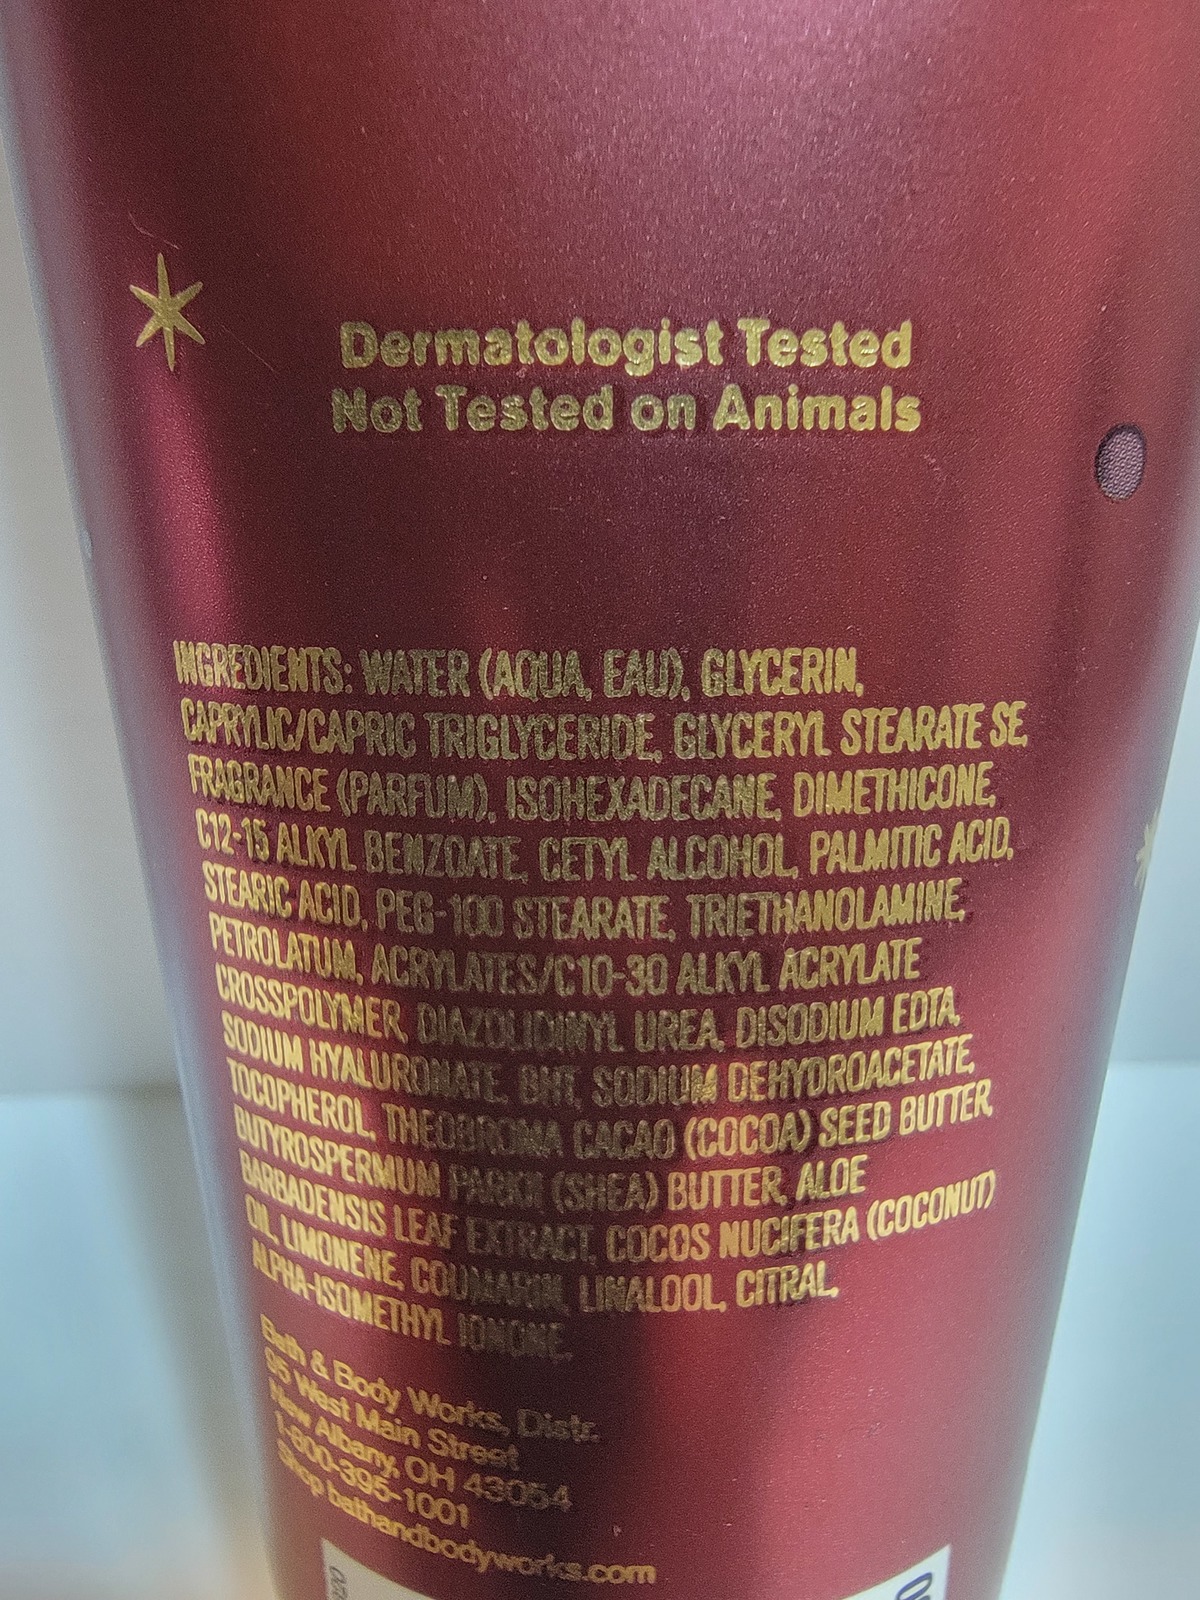 Dermatologist Tested
Not Tested on Animals
INGREDIENTS: WATER (AQUA, EAU), GLYCERIN,
CAPRYLIC/CAPRIC TRIGLYCERIDE, GLYCERYL STEARATE SE,
FRAGRANCE (PARFUM), ISOHEXADECANE, DIMETHICONE,
C12-15 ALKYL BENZOATE, CETYL ALCOHOL, PALMITIC ACID,
STEARIC ACID, PEG-100 STEARATE, TRIETHANOLAMINE,
PETROLATUM, ACRYLATES/C10-30 ALKYL ACRYLATE
CROSSPOLYMER, DIAZOLIDINYL UREA, DISODIUM EDTA,
SODIUM HYALURONATE, BHT, SODIUM DEHYDROACETATE,
TOCOPHEROL, THEOBROMA CACAO (COCOA) SEED BUTTER,
BUTYROSPERMUM PARKII (SHEA) BUTTER, ALOE
BARBADENSIS LEAF EXTRACT, COCOS NUCIFERA (COCONUT)
OIL, LIMONENE, COUMARIN, LINALOOL, CITRAL,
ALPHA-ISOMETHYL IONONE.
Bath & Body Works, Distr.
95 West Main Street
New Albany, OH 43054
1-800-395-1001
Shop bathandbodyworks.com